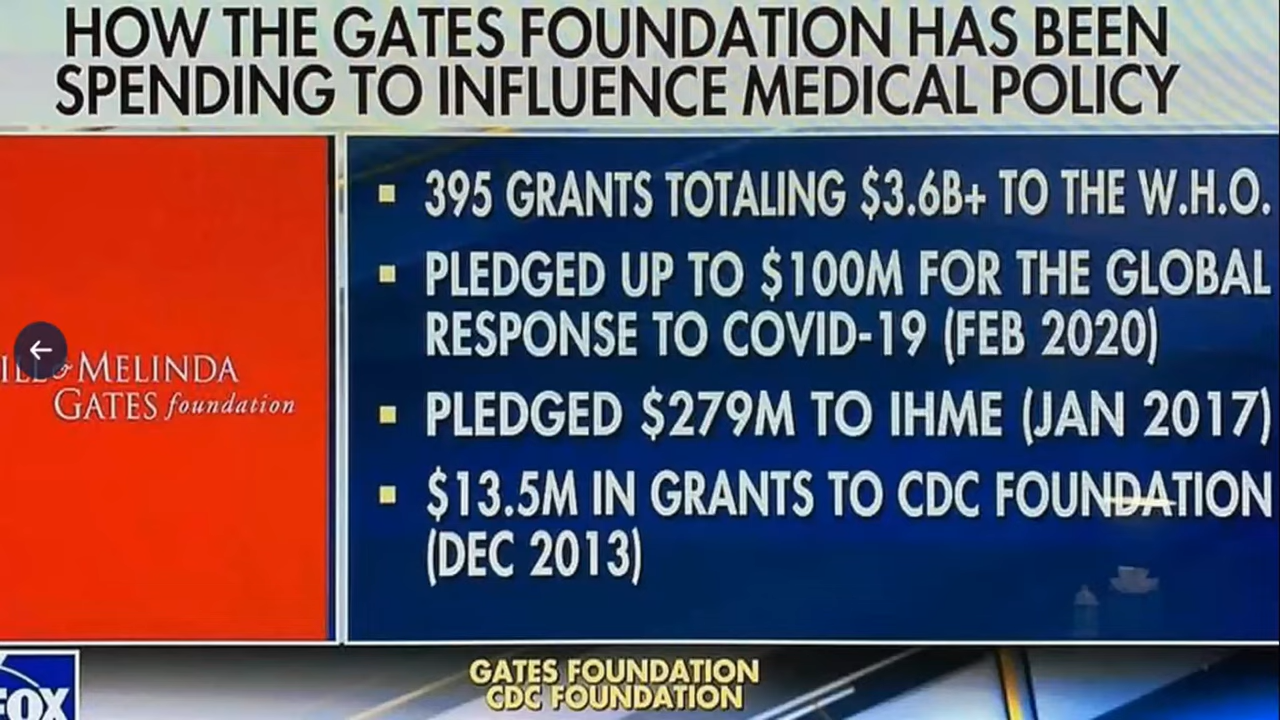 HOW THE GATES FOUNDATION HAS BEEN
SPENDING TO INFLUENCE MEDICAL POLICY
▪ 395 GRANTS TOTALING $3.6B+ TO THE W.H.O.
▪ PLEDGED UP TO $100M FOR THE GLOBAL
RESPONSE TO COVID-19 (FEB 2020)
▪ PLEDGED $279M TO IHME (JAN 2017)
▪ $13.5M IN GRANTS TO CDC FOUNDATION
(DEC 2013)
& MELINDA
GATES foundation
FOX
GATES FOUNDATION
CDC FOUNDATION